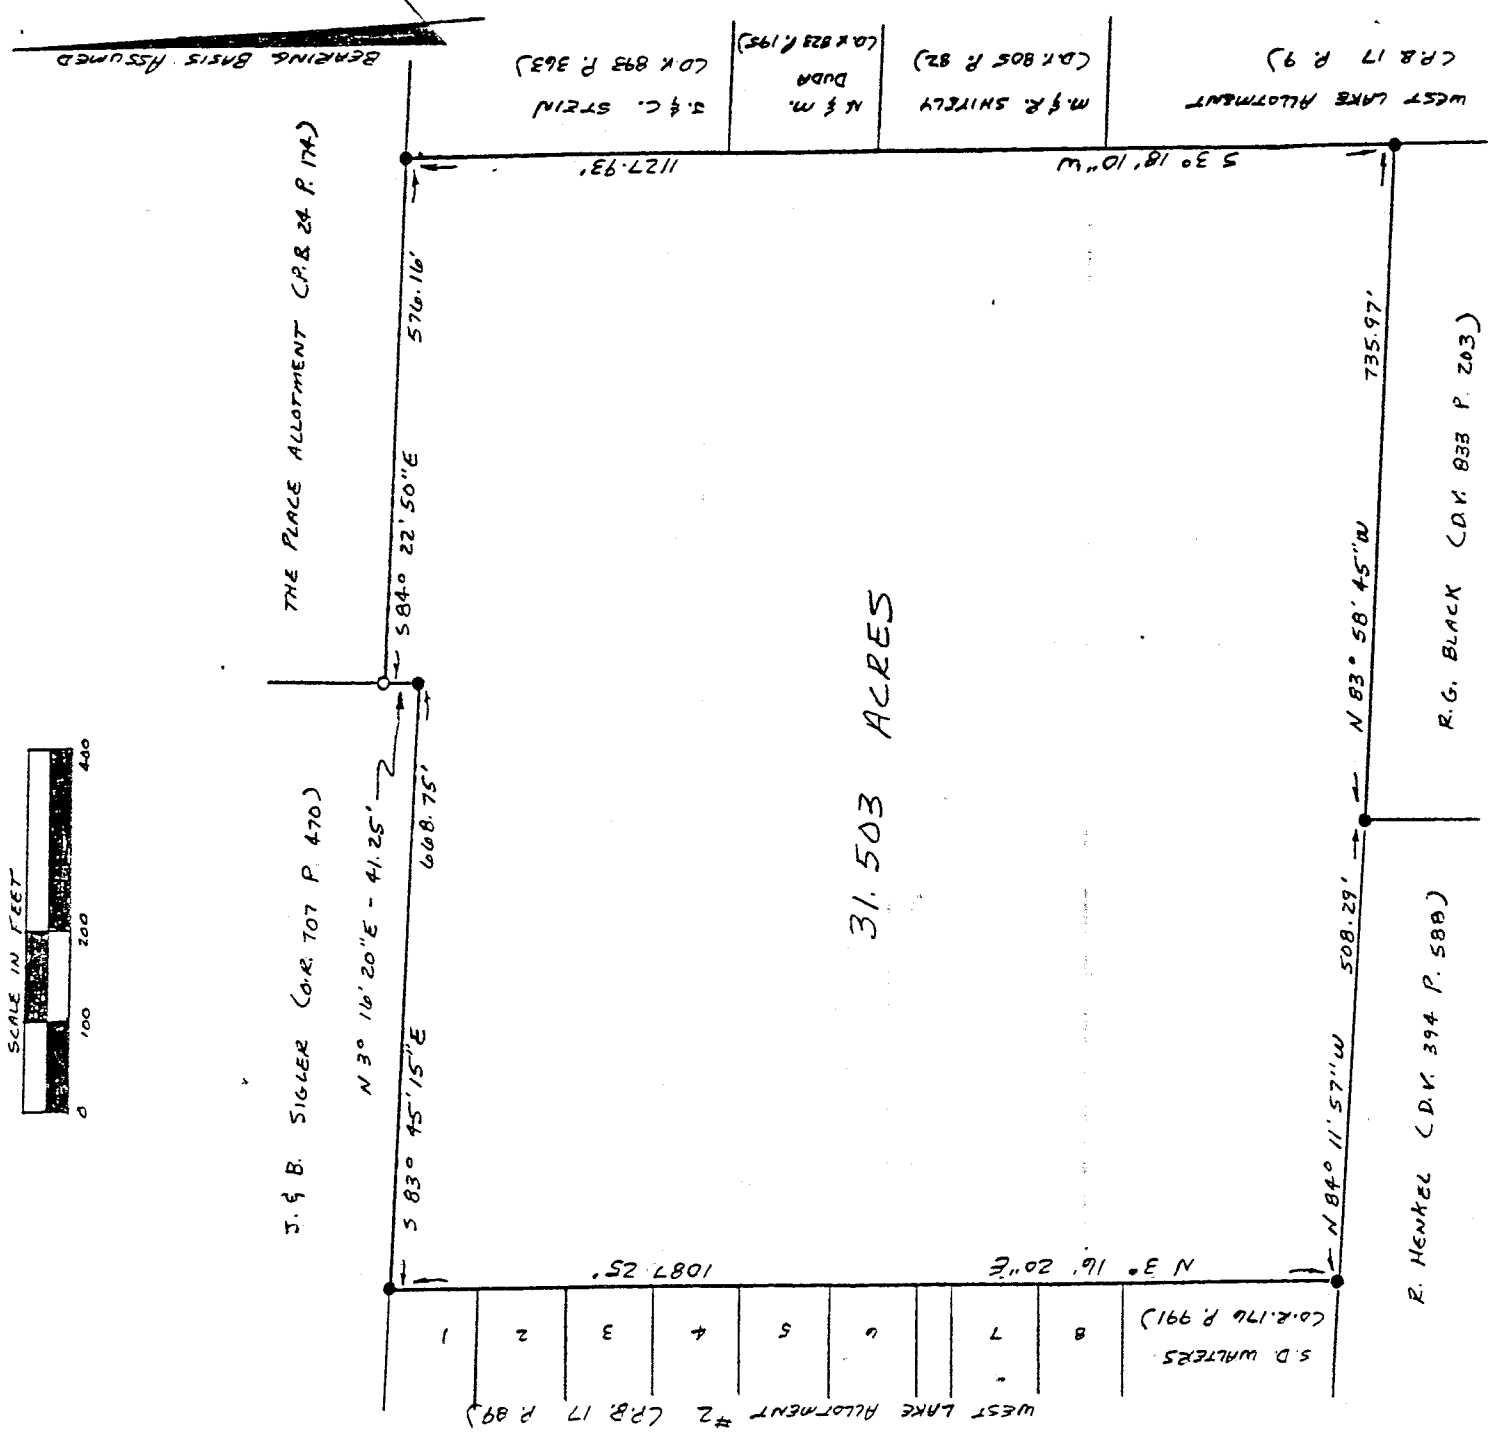 BEARING BASIS ASSUMED
J. & C. STEIN
(D.V. 893 P. 363)
N & M.
DUDA
(D.V. 823 P. 195)
M. & R. SHIVELY
(D.V. 805 P. 82)
WEST LAKE ALLOTMENT
(P.B. 17 P. 9)
THE PLACE ALLOTMENT (P.B. 24 P. 174)
1127.93'
S 3° 18' 10" W
576.16'
S 84° 22' 50" E
735.97'
N 83° 58' 45" W
R.G. BLACK (D.V. 833 P. 203)
31.503 ACRES
SCALE IN FEET
0 100 200 400
J. & B. SIGLER (O.R. 707 P. 470)
N 3° 16' 20" E - 41.25'
668.75'
S 83° 45' 15" E
508.29'
N 84° 11' 57" W
R. HENKEL (D.V. 394 P. 588)
1087.25'
N 3° 16' 20" E
1 2 3 4 5 6 7 8
S.D. WALTERS
(O.R. 176 P. 991)
WEST LAKE ALLOTMENT #2 (P.B. 17 P. 89)